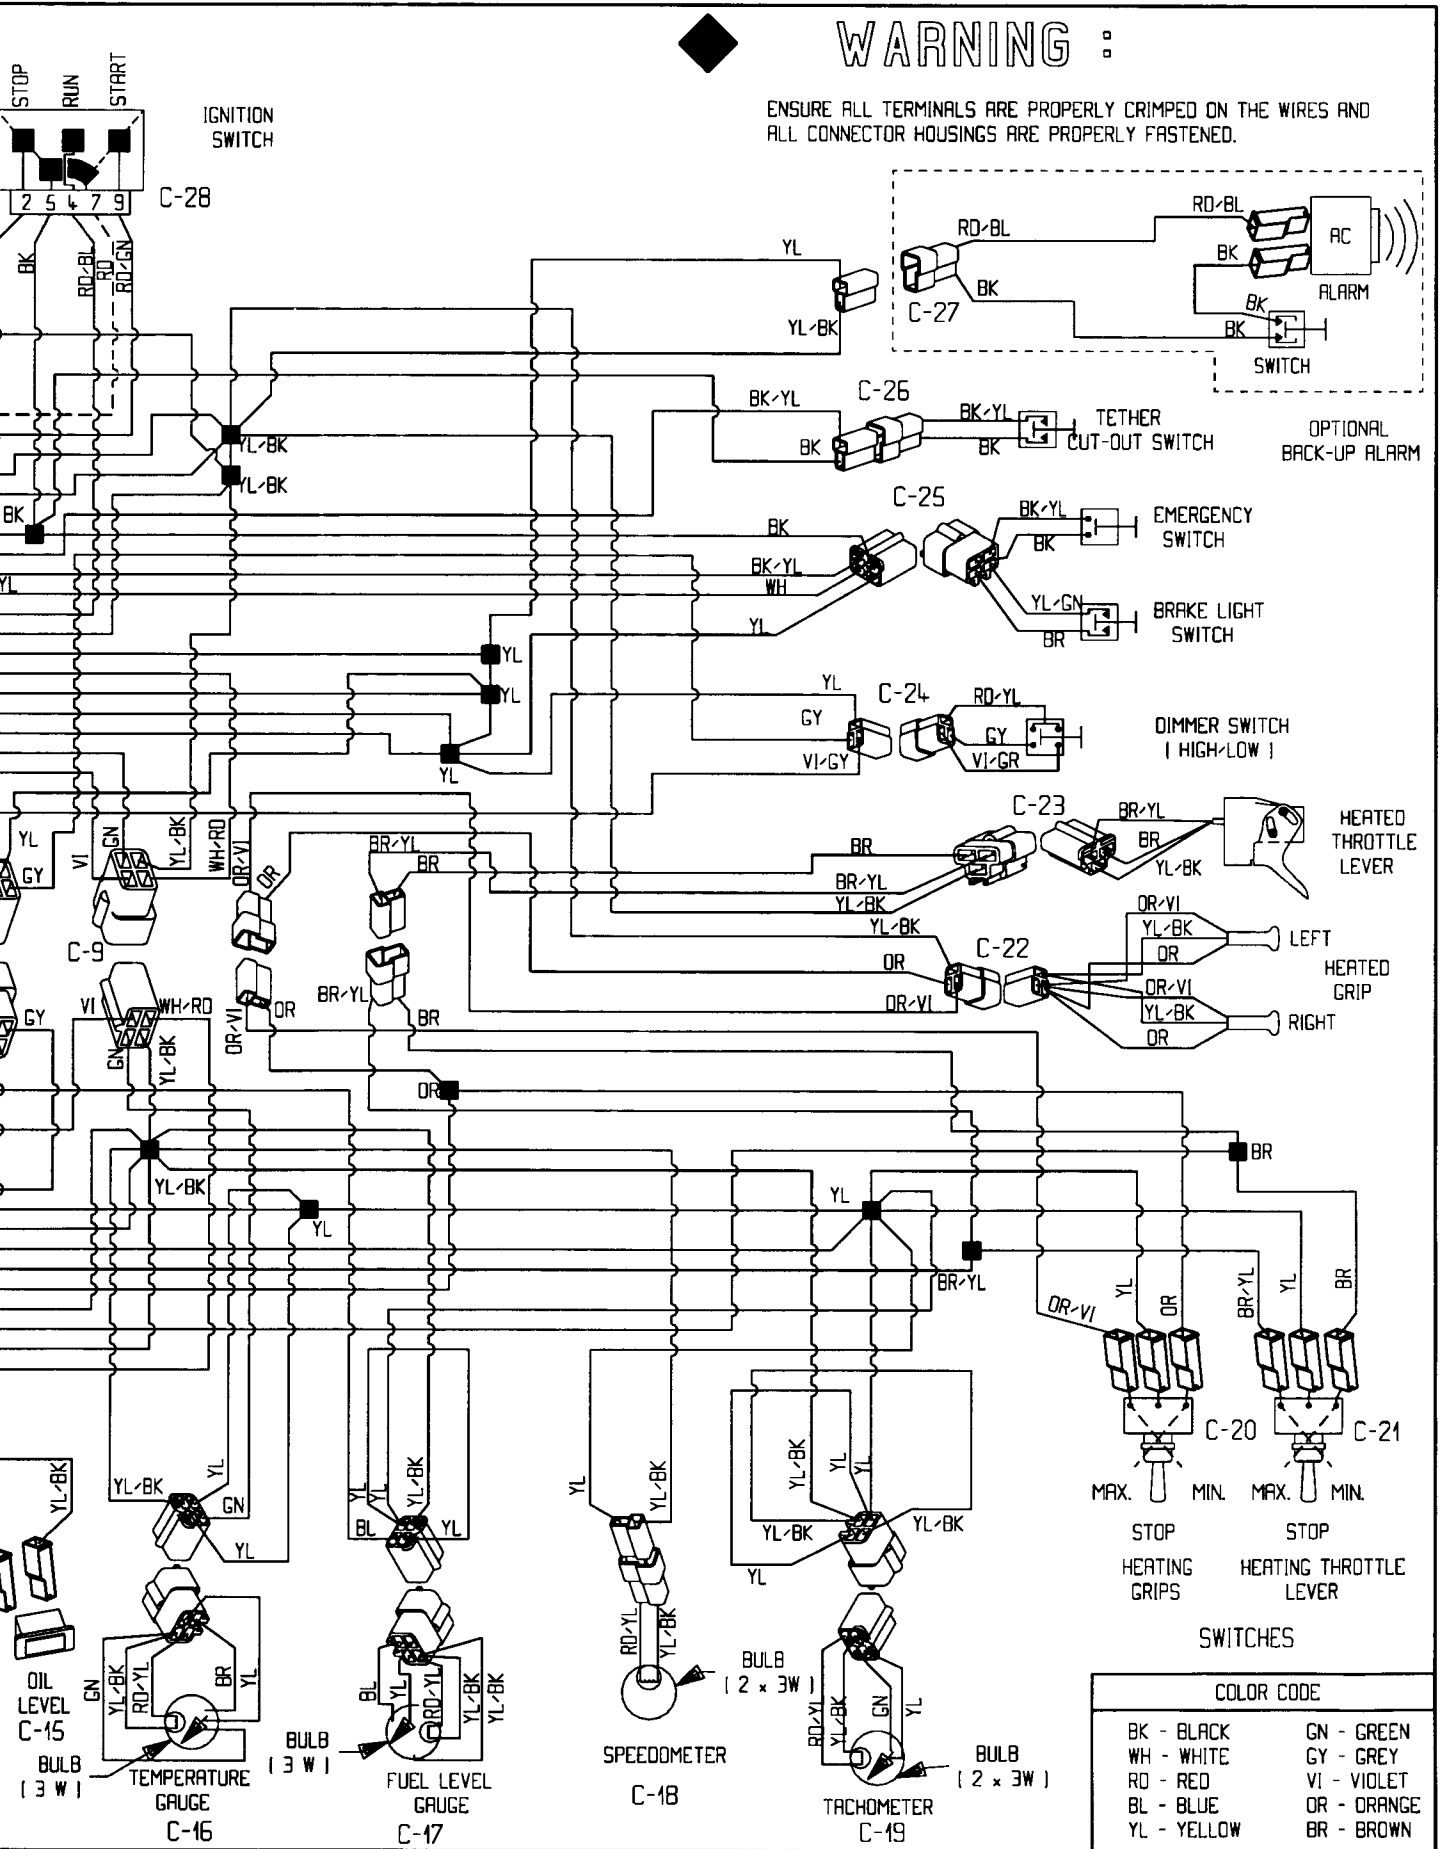 WARNING :
ENSURE ALL TERMINALS ARE PROPERLY CRIMPED ON THE WIRES AND
ALL CONNECTOR HOUSINGS ARE PROPERLY FASTENED.
STOP
RUN
START
IGNITION
SWITCH
2 5 4 7 9
C-28
BK
RD/BL
RD
RD/GN
YL
YL/BK
C-27
RD/BL
BK
RD/BL
BK
AC
ALARM
BK
BK
SWITCH
OPTIONAL
BACK-UP ALARM
YL/BK
YL/BK
BK
YL
BK/YL
BK
C-26
BK/YL
BK
TETHER
CUT-OUT SWITCH
C-25
BK
BK/YL
WH
YL
BK/YL
BK
EMERGENCY
SWITCH
YL/GN
BR
BRAKE LIGHT
SWITCH
YL
YL
YL
YL
GY
VI/GY
C-24
RD/YL
GY
VI/GR
DIMMER SWITCH
( HIGH/LOW )
YL
GY
VI
GN
YL/BK
WH/RD
OR/VI
OR
BR/YL
BR
C-23
BR
BR/YL
YL/BK
BR/YL
BR
YL/BK
HEATED
THROTTLE
LEVER
C-9
YL/BK
OR
OR/VI
C-22
OR/VI
YL/BK
OR
LEFT
HEATED
GRIP
OR/VI
YL/BK
OR
RIGHT
GY
VI
WH/RD
GN
YL/BK
OR/VI
OR
BR/YL
BR
OR
BR
YL/BK
YL
YL
BR/YL
OR/VI
YL
OR
BR/YL
YL
BR
C-20
C-21
MAX.
MIN.
MAX.
MIN.
STOP
STOP
HEATING
GRIPS
HEATING THROTTLE
LEVER
SWITCHES
YL/BK
YL/BK
YL
GN
YL
YL
YL
YL/BK
BL
YL
YL
YL/BK
YL/BK
YL
YL
YL/BK
YL/BK
YL
OIL
LEVEL
C-15
GN
YL/BK
RD/YL
BR
YL
BULB
( 3 W )
TEMPERATURE
GAUGE
C-16
BL
YL
RD/YL
YL/BK
YL/BK
BULB
( 3 W )
FUEL LEVEL
GAUGE
C-17
RD/YL
YL/BK
BULB
( 2 x 3W )
SPEEDOMETER
C-18
RD/YL
YL/BK
GN
YL
BULB
( 2 x 3W )
TACHOMETER
C-19
COLOR CODE
BK - BLACK GN - GREEN
WH - WHITE GY - GREY
RD - RED VI - VIOLET
BL - BLUE OR - ORANGE
YL - YELLOW BR - BROWN